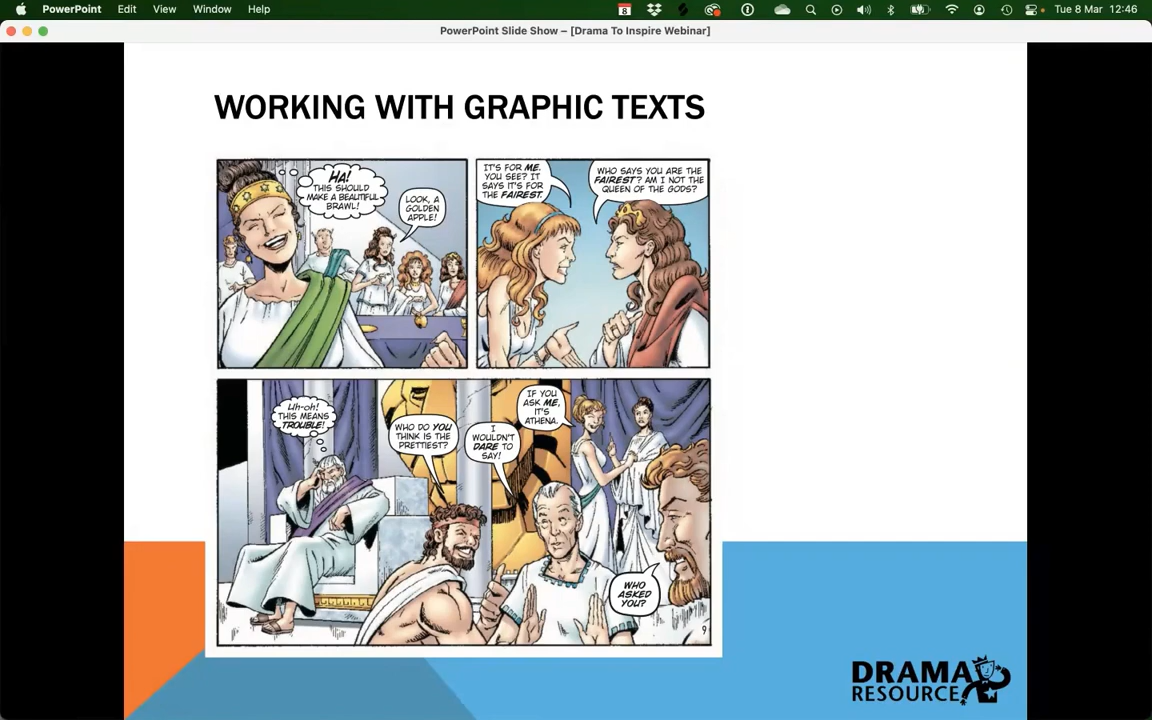 PowerPoint Edit View Window Help
8
Tue 8 Mar 12:46
PowerPoint Slide Show – [Drama To Inspire Webinar]
WORKING WITH GRAPHIC TEXTS
HA!
THIS SHOULD
MAKE A BEAUTIFUL
BRAWL!
LOOK, A
GOLDEN
APPLE!
IT'S FOR ME.
YOU SEE? IT
SAYS IT'S FOR
THE FAIREST.
WHO SAYS YOU ARE THE
FAIREST? AM I NOT THE
QUEEN OF THE GODS?
Uh-oh!
THIS MEANS
TROUBLE!
WHO DO YOU
THINK IS THE
PRETTIEST?
I
WOULDN'T
DARE TO
SAY!
IF YOU
ASK ME,
IT'S
ATHENA.
WHO
ASKED
YOU?
9
DRAMA
RESOURCE